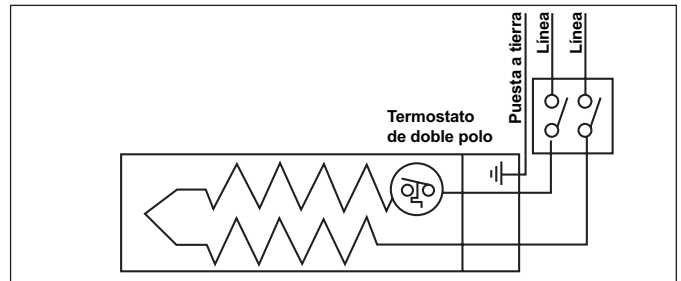 Puesta a tierra
Línea
Línea
Termostato
de doble polo